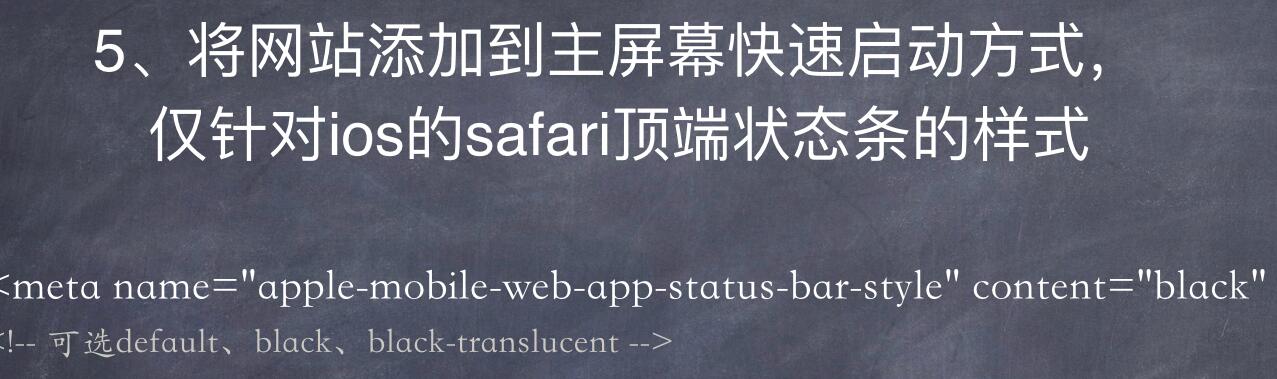 5、将网站添加到主屏幕快速启动方式，
仅针对ios的safari顶端状态条的样式
<meta name="apple-mobile-web-app-status-bar-style" content="black"
<!-- 可选default、black、black-translucent -->